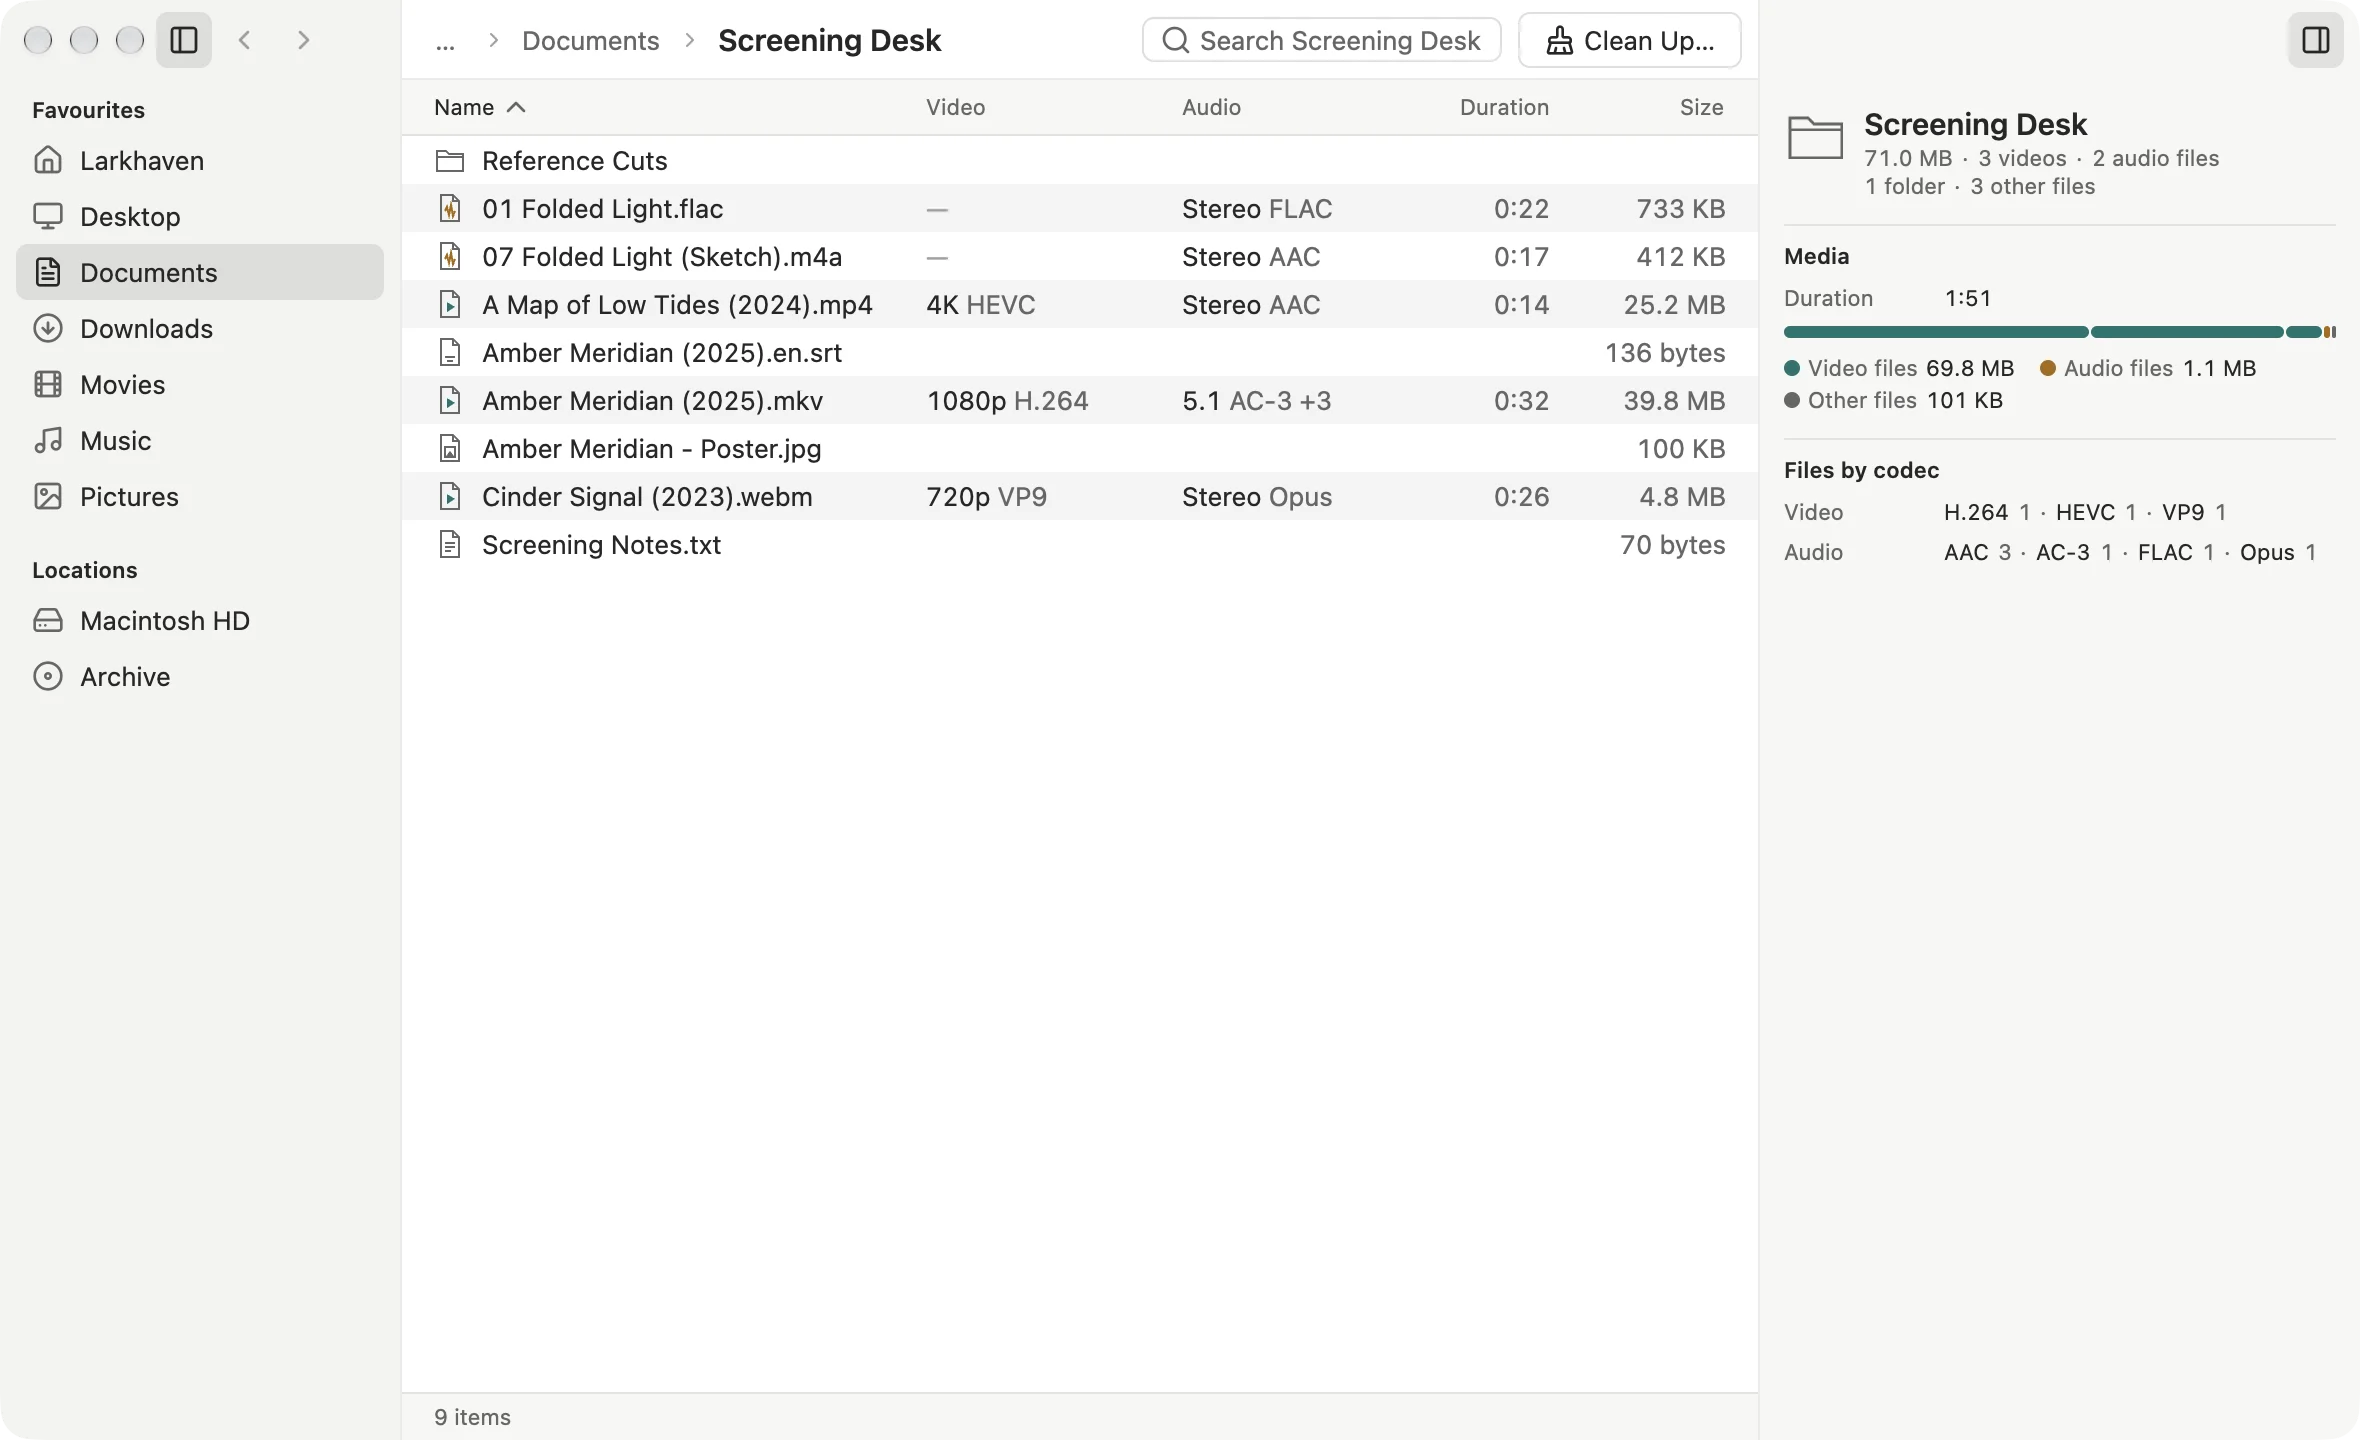 Favourites
Larkhaven
Desktop
Documents
Downloads
Movies
Music
Pictures
Locations
Macintosh HD
Archive
... Documents Screening Desk
Search Screening Desk
Clean Up...
Name Video Audio Duration Size
Reference Cuts
01 Folded Light.flac — Stereo FLAC 0:22 733 KB
07 Folded Light (Sketch).m4a — Stereo AAC 0:17 412 KB
A Map of Low Tides (2024).mp4 4K HEVC Stereo AAC 0:14 25.2 MB
Amber Meridian (2025).en.srt 136 bytes
Amber Meridian (2025).mkv 1080p H.264 5.1 AC-3 +3 0:32 39.8 MB
Amber Meridian - Poster.jpg 100 KB
Cinder Signal (2023).webm 720p VP9 Stereo Opus 0:26 4.8 MB
Screening Notes.txt 70 bytes
9 items
Screening Desk
71.0 MB · 3 videos · 2 audio files
1 folder · 3 other files
Media
Duration 1:51
Video files 69.8 MB Audio files 1.1 MB
Other files 101 KB
Files by codec
Video H.264 1 · HEVC 1 · VP9 1
Audio AAC 3 · AC-3 1 · FLAC 1 · Opus 1